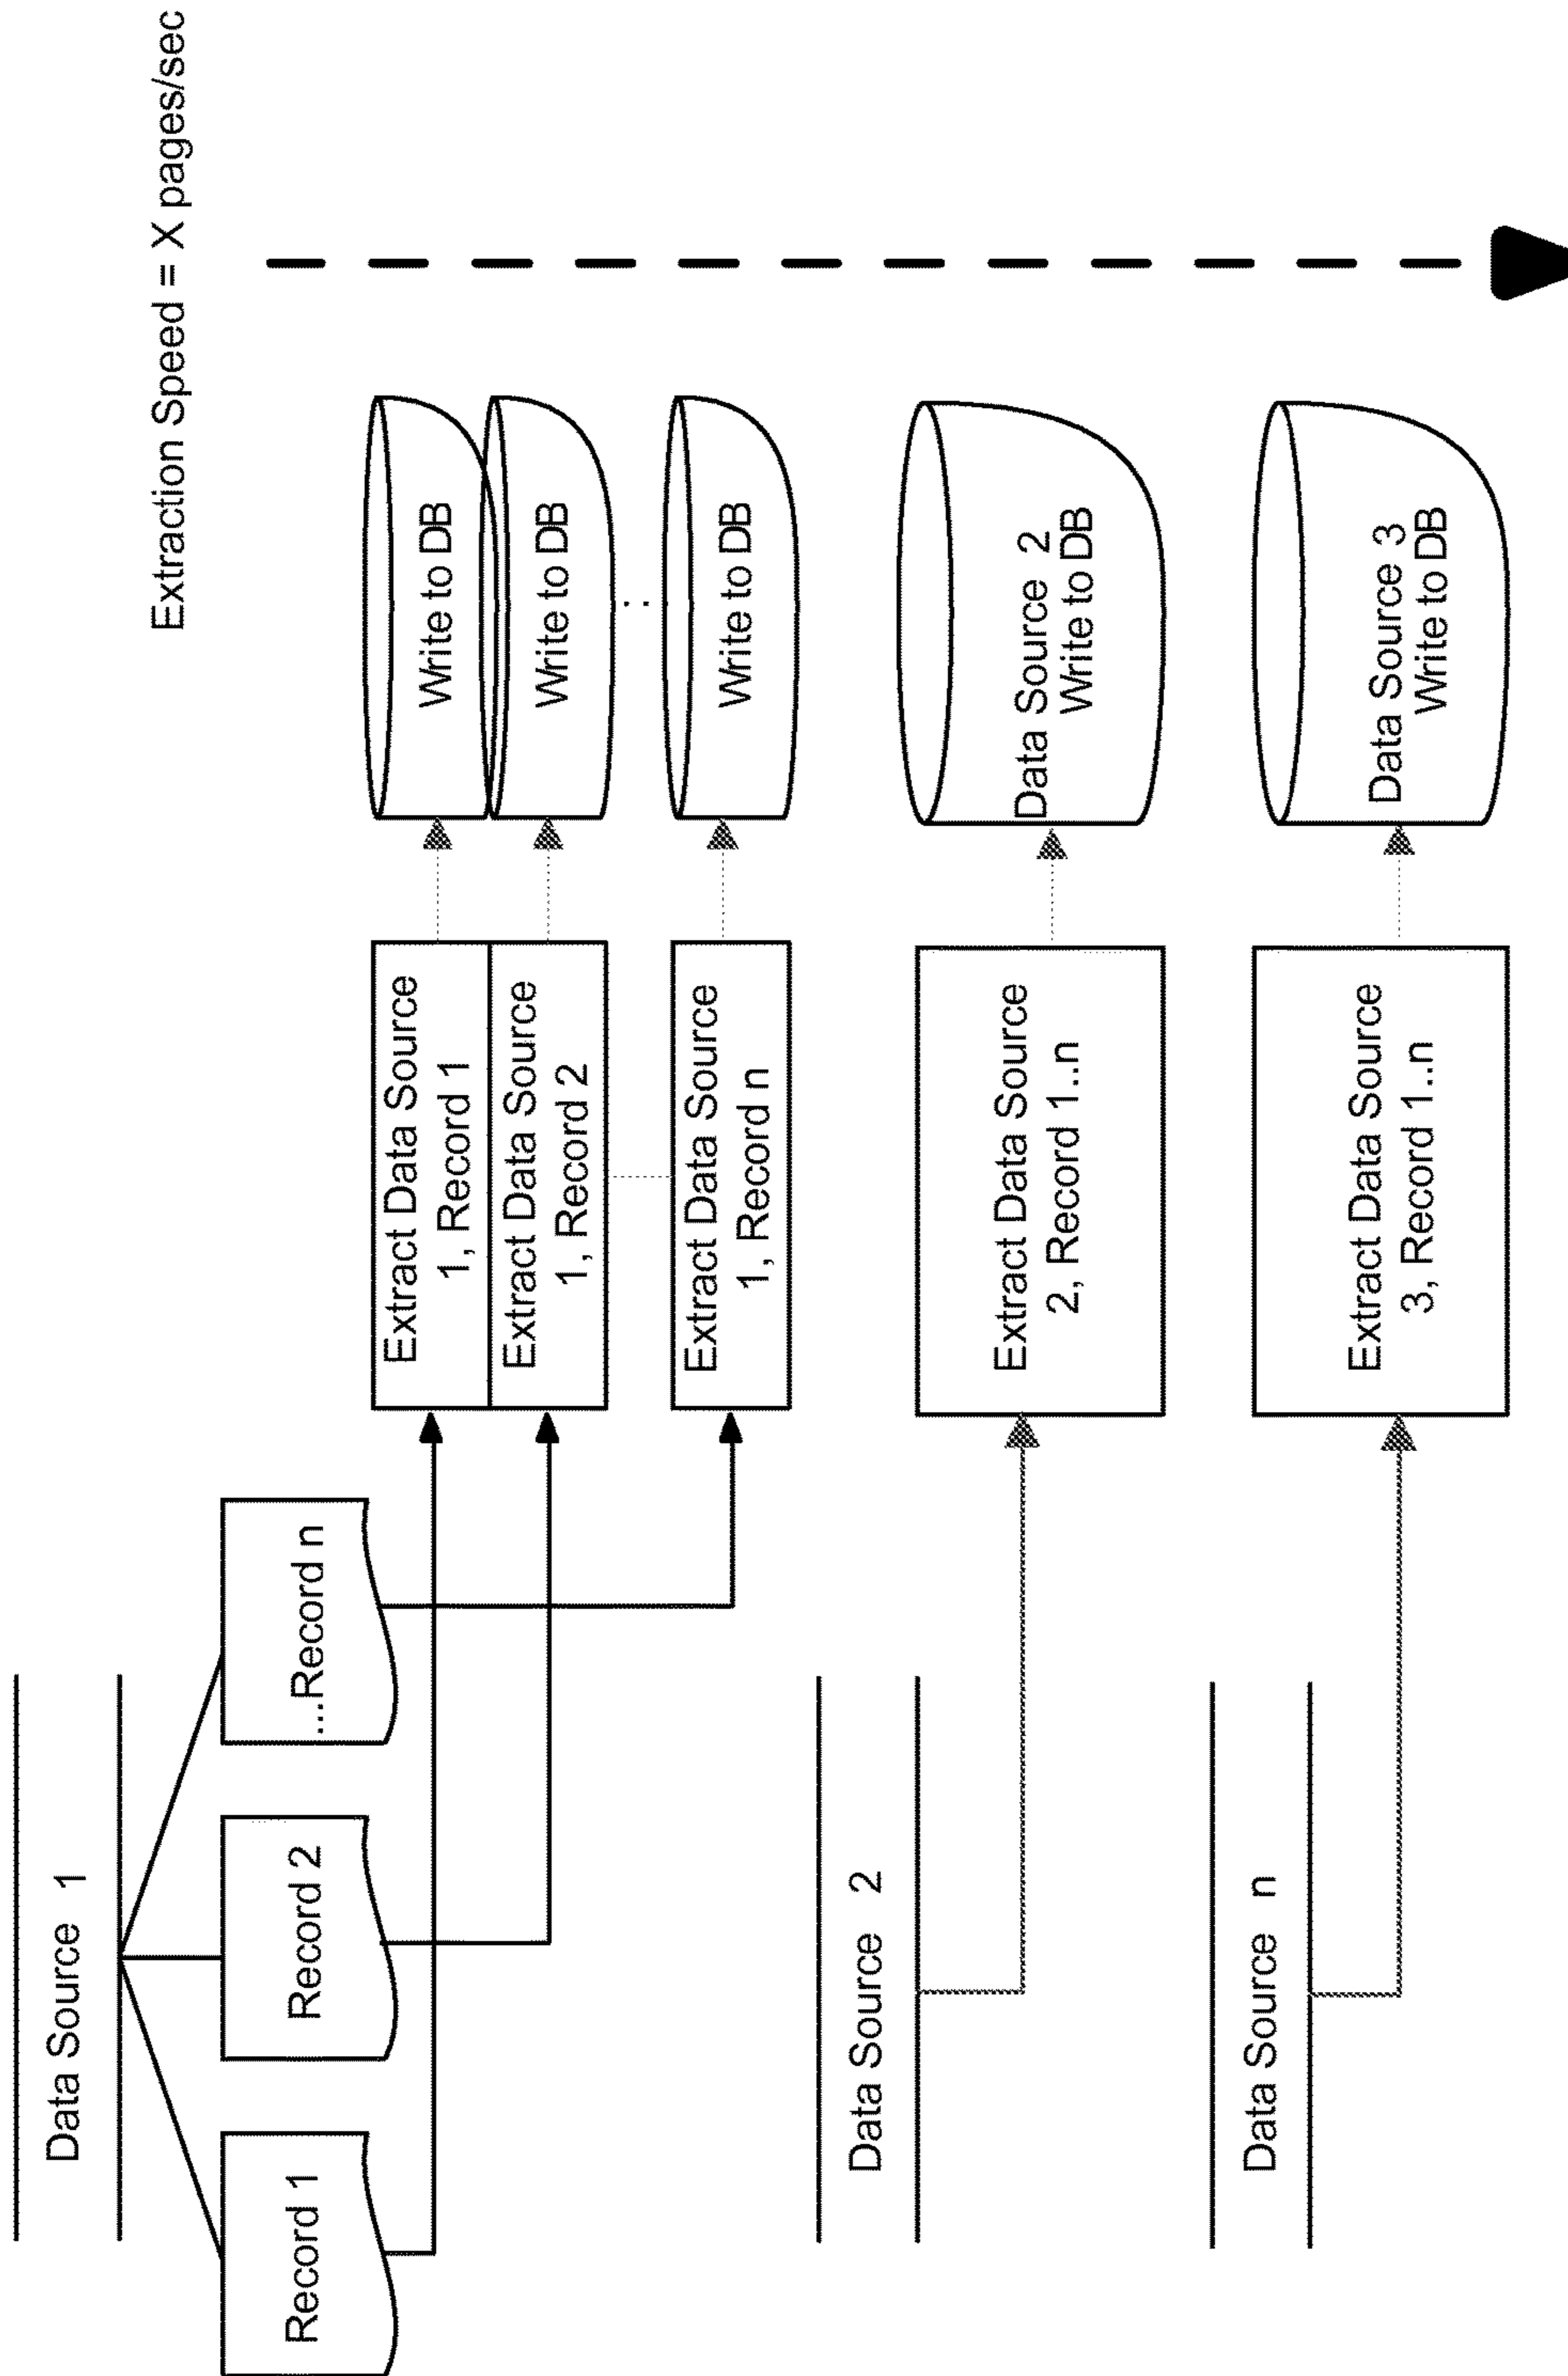 Extraction Speed = X pages/sec
Data Source 1
Record 1
Record 2
...Record n
Extract Data Source
1, Record 1
Write to DB
Extract Data Source
1, Record 2
Write to DB
...
Extract Data Source
1, Record n
Write to DB
Data Source 2
Extract Data Source
2, Record 1..n
Data Source 2
Write to DB
Data Source n
Extract Data Source
3, Record 1..n
Data Source 3
Write to DB